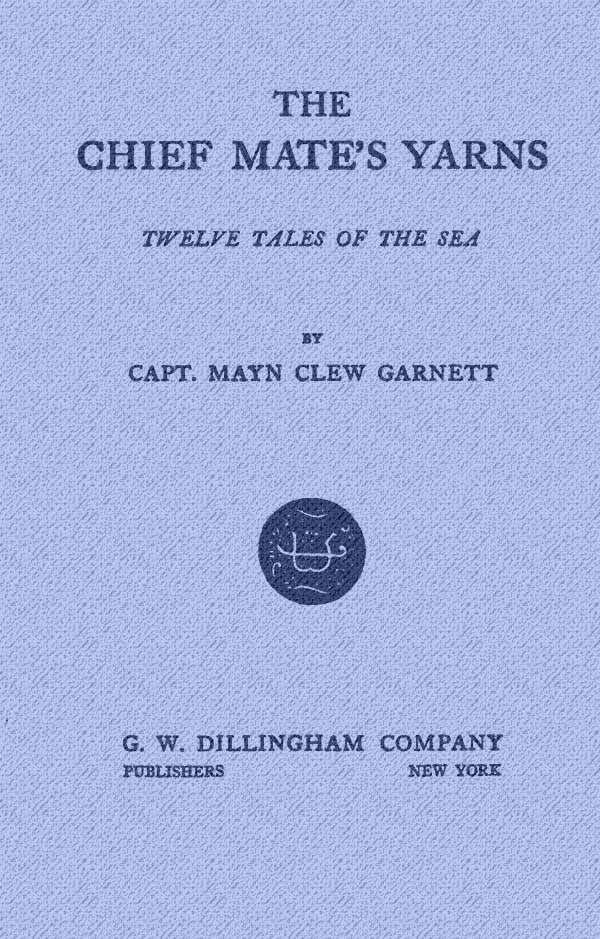 THE
CHIEF MATE'S YARNS
TWELVE TALES OF THE SEA
BY
CAPT. MAYN CLEW GARNETT
G. W. DILLINGHAM COMPANY
PUBLISHERS NEW YORK